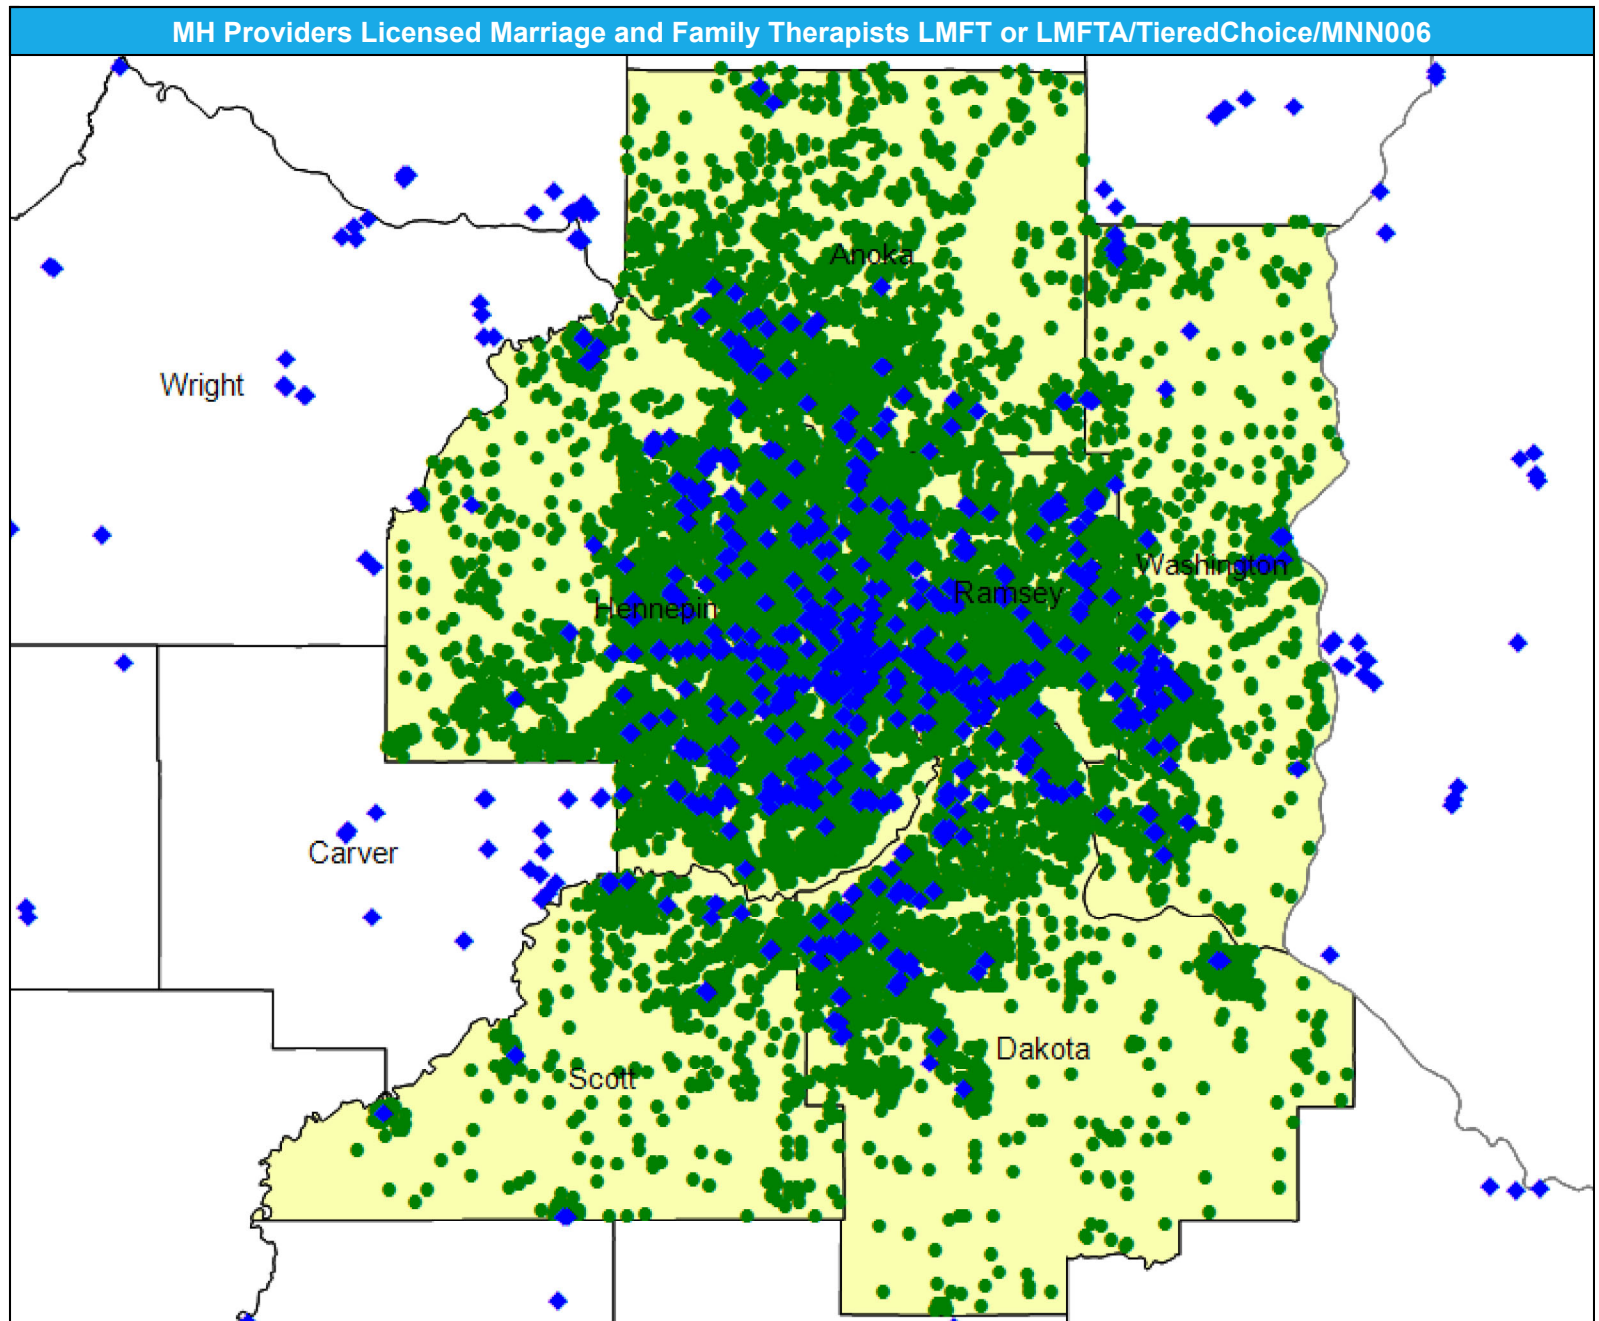 MH Providers Licensed Marriage and Family Therapists LMFT or LMFTA/TieredChoice/MNN006
Anoka
Wright
Washington
Ramsey
Hennepin
Carver
Dakota
Scott